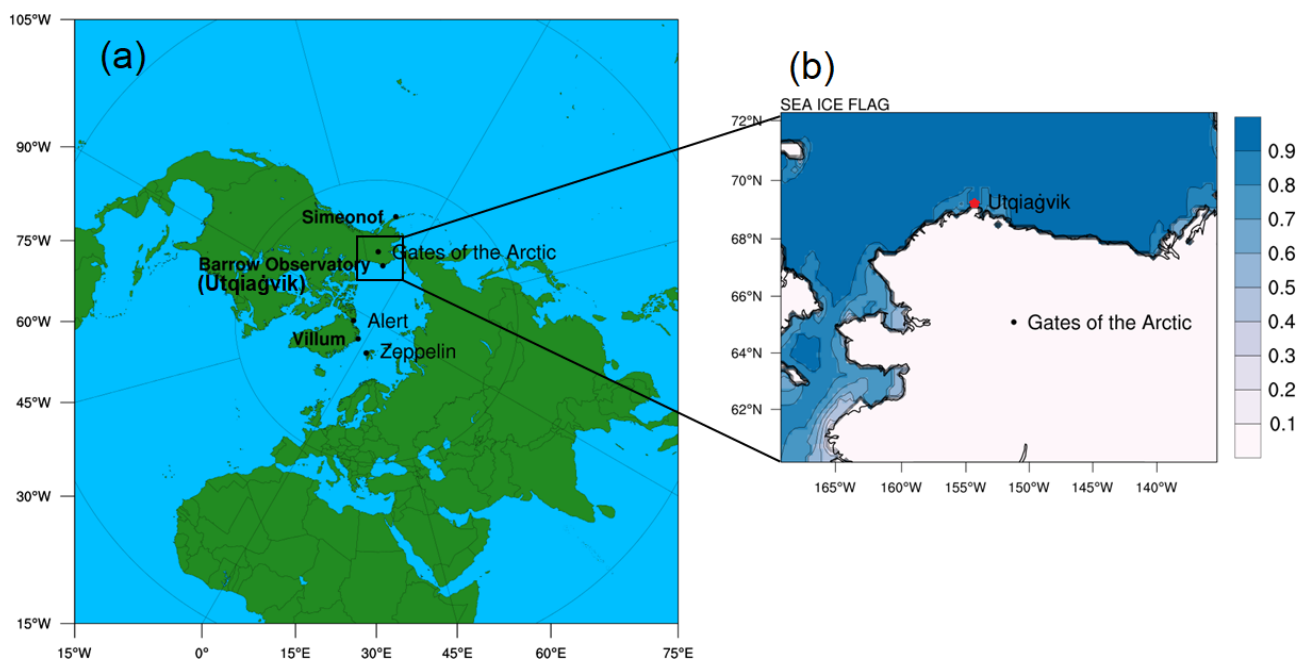 (a)
105°W
90°W
75°W
60°W
45°W
30°W
15°W
15°W
0°
15°E
30°E
45°E
60°E
75°E
Simeonof
Gates of the Arctic
Barrow Observatory
(Utqiaġvik)
Alert
Villum
Zeppelin
(b)
SEA ICE FLAG
72°N
70°N
68°N
66°N
64°N
62°N
165°W
160°W
155°W
150°W
145°W
140°W
Utqiaġvik
Gates of the Arctic
0.9
0.8
0.7
0.6
0.5
0.4
0.3
0.2
0.1